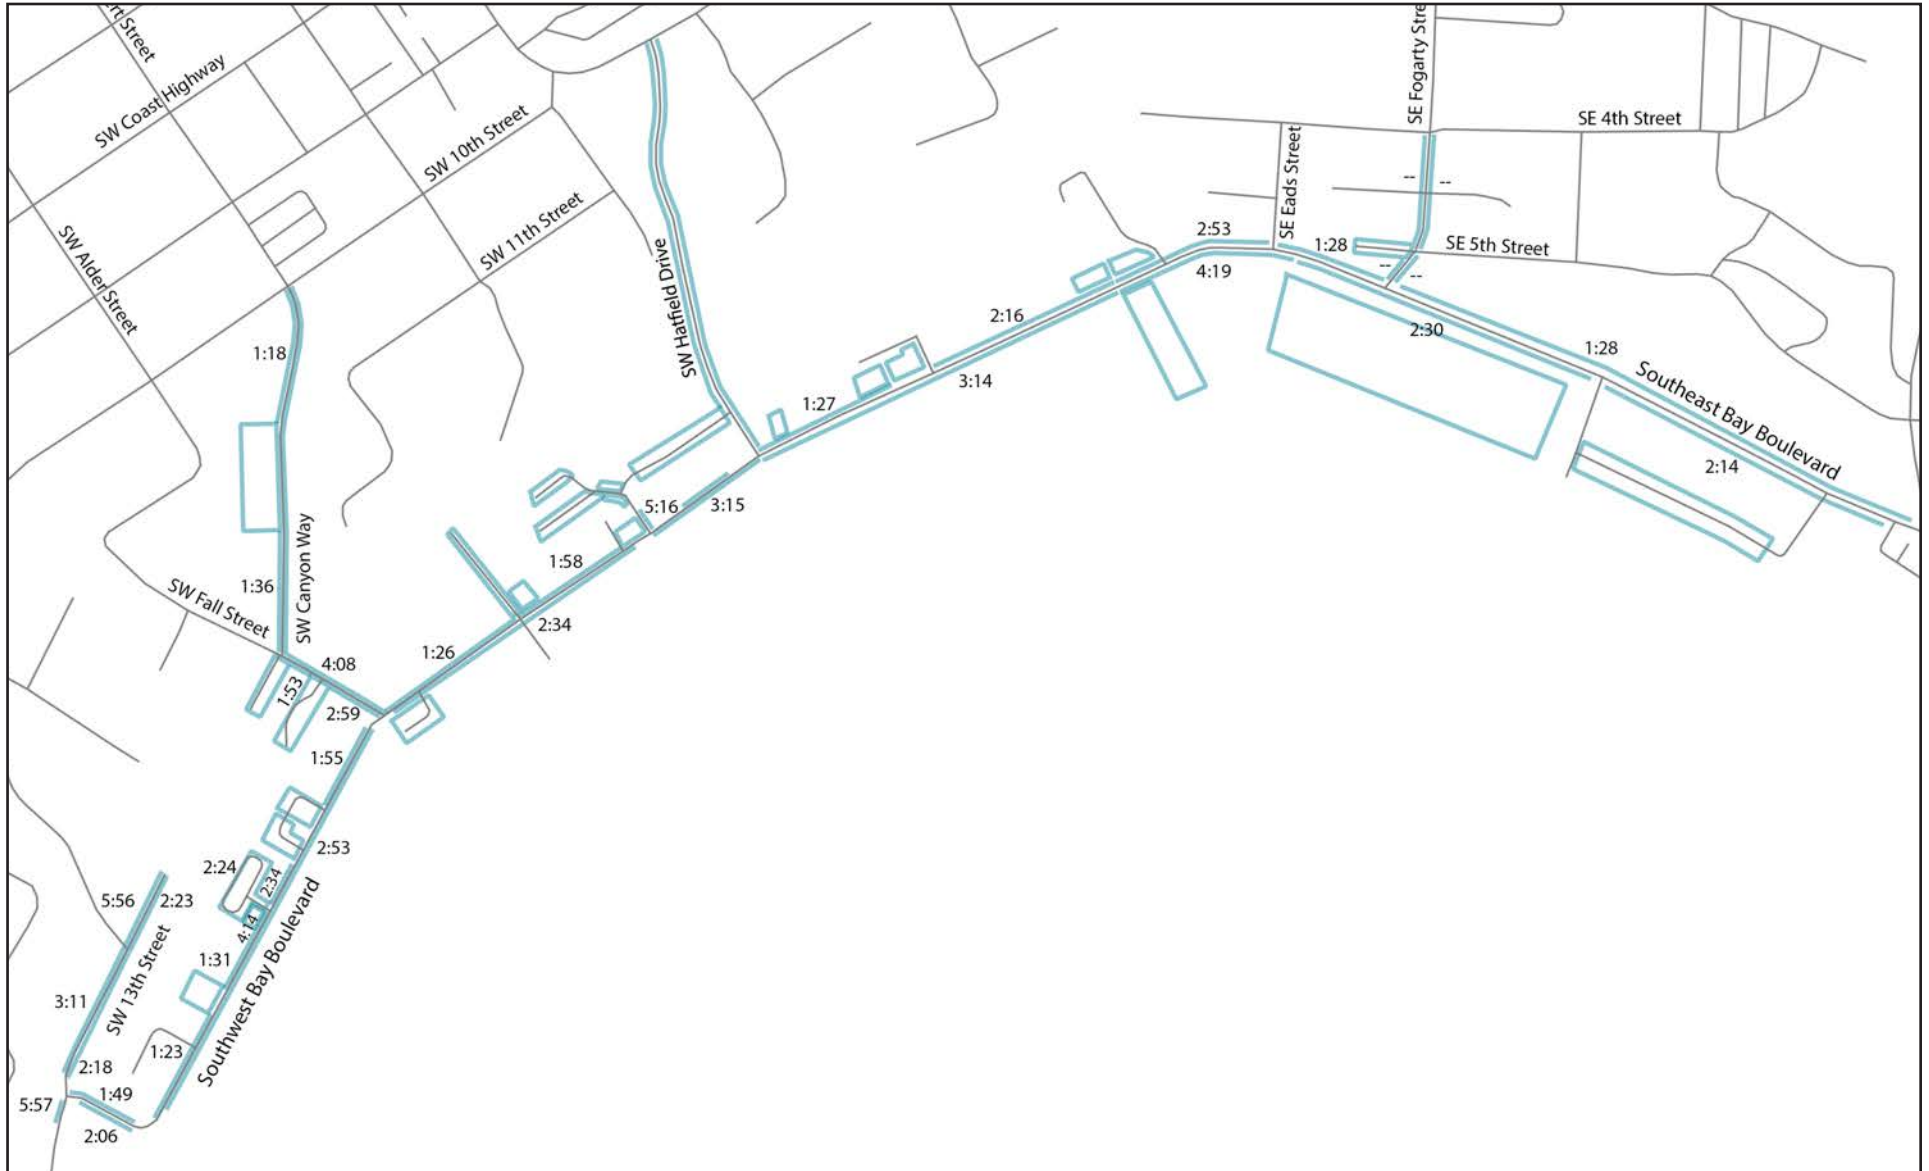 SW Coast Highway
SW 10th Street
SW 11th Street
SW Alder Street
SW Hatfield Drive
SE Eads Street
SE 4th Street
SE 5th Street
--
--
--
--
2:53
4:19
1:28
2:16
2:30
1:28
Southeast Bay Boulevard
2:14
3:14
1:27
1:18
5:16
3:15
1:58
2:34
1:36
SW Canyon Way
SW Fall Street
4:08
1:26
1:53
2:59
1:55
2:53
2:24
2:34
4:14
5:56
2:23
SW 13th Street
1:31
Southwest Bay Boulevard
3:11
1:23
2:18
1:49
5:57
2:06
Street
SE Fogarty Stre